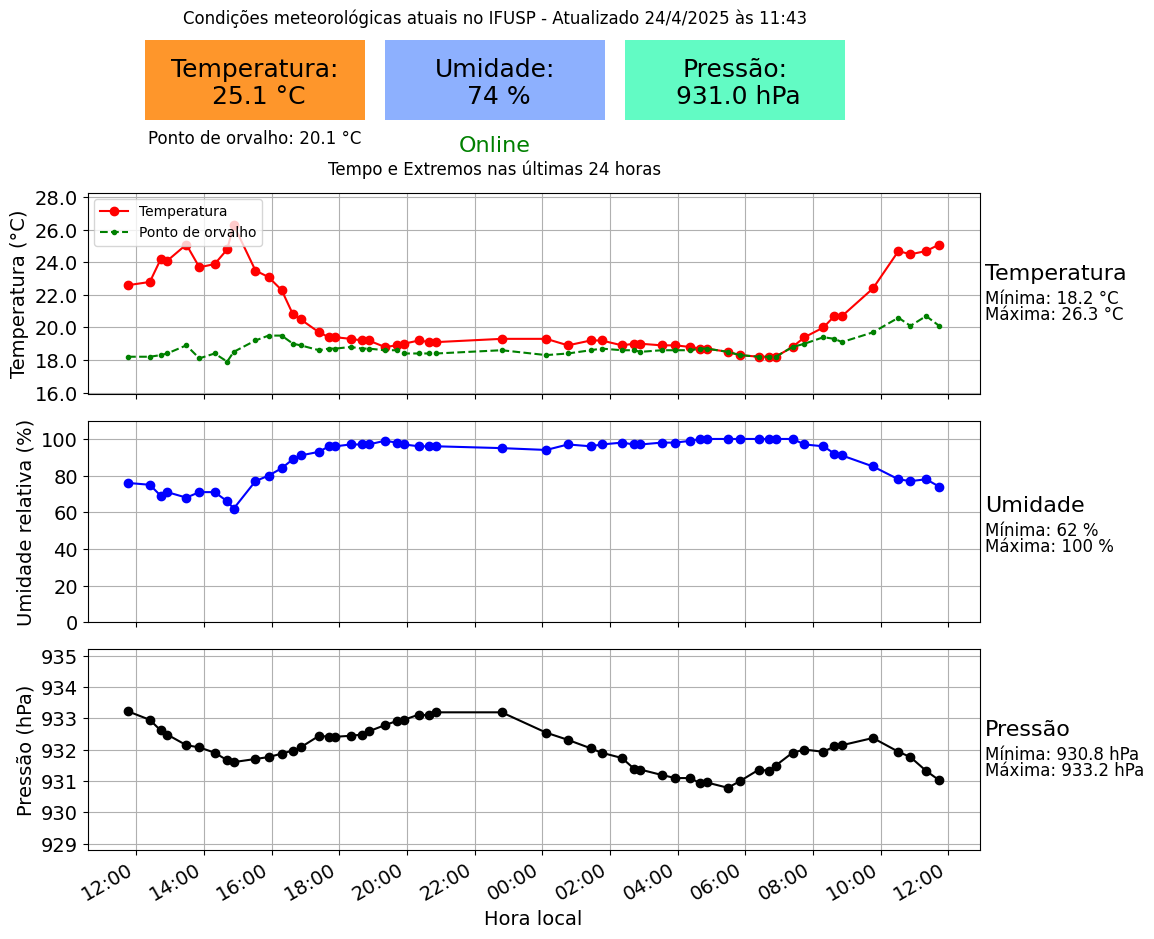 Condições meteorológicas atuais no IFUSP - Atualizado 24/4/2025 às 11:43
Temperatura:
25.1 °C
Umidade:
74 %
Pressão:
931.0 hPa
Ponto de orvalho: 20.1 °C
Online
Tempo e Extremos nas últimas 24 horas
Temperatura (°C)
28.0
26.0
24.0
22.0
20.0
18.0
16.0
Temperatura
Ponto de orvalho
Temperatura
Mínima: 18.2 °C
Máxima: 26.3 °C
Umidade relativa (%)
100
80
60
40
20
0
Umidade
Mínima: 62 %
Máxima: 100 %
Pressão (hPa)
935
934
933
932
931
930
929
Pressão
Mínima: 930.8 hPa
Máxima: 933.2 hPa
12:00
14:00
16:00
18:00
20:00
22:00
00:00
02:00
04:00
06:00
08:00
10:00
12:00
Hora local